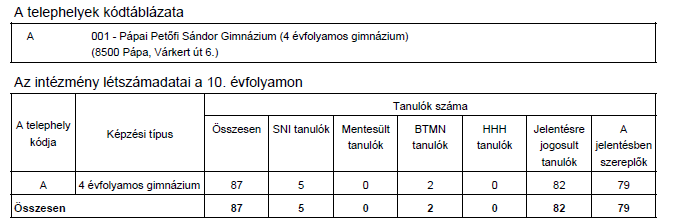 A telephelyek kódtáblázata
A 001 - Pápai Petőfi Sándor Gimnázium (4 évfolyamos gimnázium)
(8500 Pápa, Várkert út 6.)
Az intézmény létszámadatai a 10. évfolyamon
A telephely kódja Képzési típus Tanulók száma
Összesen SNI tanulók Mentesült tanulók BTMN tanulók HHH tanulók Jelentésre jogosult tanulók A jelentésben szereplők
A 4 évfolyamos gimnázium 87 5 0 2 0 82 79
Összesen 87 5 0 2 0 82 79